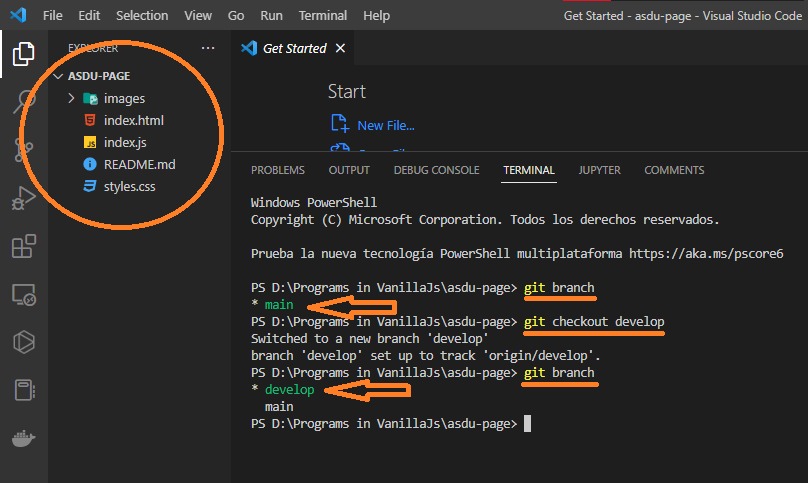 File Edit Selection View Go Run Terminal Help
Get Started - asdu-page - Visual Studio Code
EXPLORER
ASDU-PAGE
images
index.html
JS index.js
README.md
styles.css
Get Started
Start
New File...
PROBLEMS OUTPUT DEBUG CONSOLE TERMINAL JUPYTER COMMENTS
Windows PowerShell
Copyright (C) Microsoft Corporation. Todos los derechos reservados.
Prueba la nueva tecnología PowerShell multiplataforma https://aka.ms/pscore6
PS D:\Programs in VanillaJs\asdu-page> git branch
* main
PS D:\Programs in VanillaJs\asdu-page> git checkout develop
Switched to a new branch 'develop'
branch 'develop' set up to track 'origin/develop'.
PS D:\Programs in VanillaJs\asdu-page> git branch
* develop
main
PS D:\Programs in VanillaJs\asdu-page>